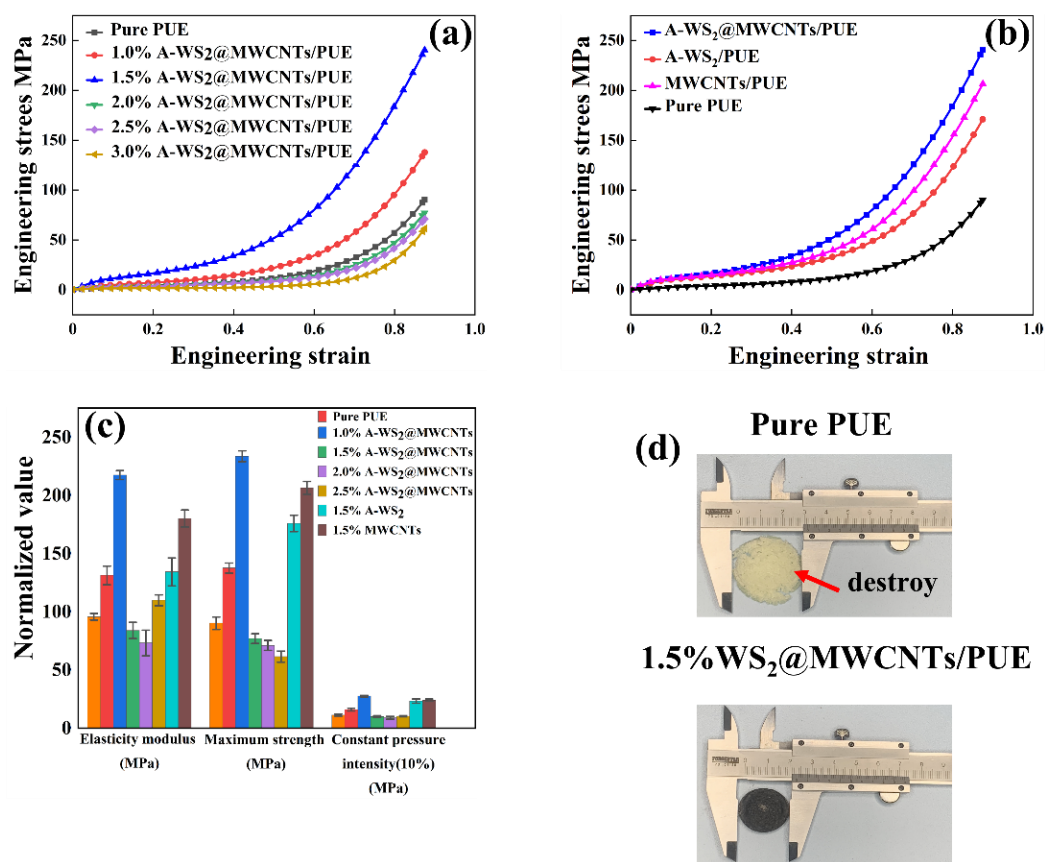 (a)
Engineering strees MPa
250
200
150
100
50
0
Pure PUE
1.0% A-WS₂@MWCNTs/PUE
1.5% A-WS₂@MWCNTs/PUE
2.0% A-WS₂@MWCNTs/PUE
2.5% A-WS₂@MWCNTs/PUE
3.0% A-WS₂@MWCNTs/PUE
0 0.2 0.4 0.6 0.8 1.0
Engineering strain
(b)
Engineering strees MPa
250
200
150
100
50
0
A-WS₂@MWCNTs/PUE
A-WS₂/PUE
MWCNTs/PUE
Pure PUE
0 0.2 0.4 0.6 0.8 1.0
Engineering strain
(c)
Normalized value
250
200
150
100
50
0
Pure PUE
1.0% A-WS₂@MWCNTs
1.5% A-WS₂@MWCNTs
2.0% A-WS₂@MWCNTs
2.5% A-WS₂@MWCNTs
1.5% A-WS₂
1.5% MWCNTs
Elasticity modulus
(MPa)
Maximum strength
(MPa)
Constant pressure
intensity(10%)
(MPa)
(d)
Pure PUE
destroy
1.5%WS₂@MWCNTs/PUE